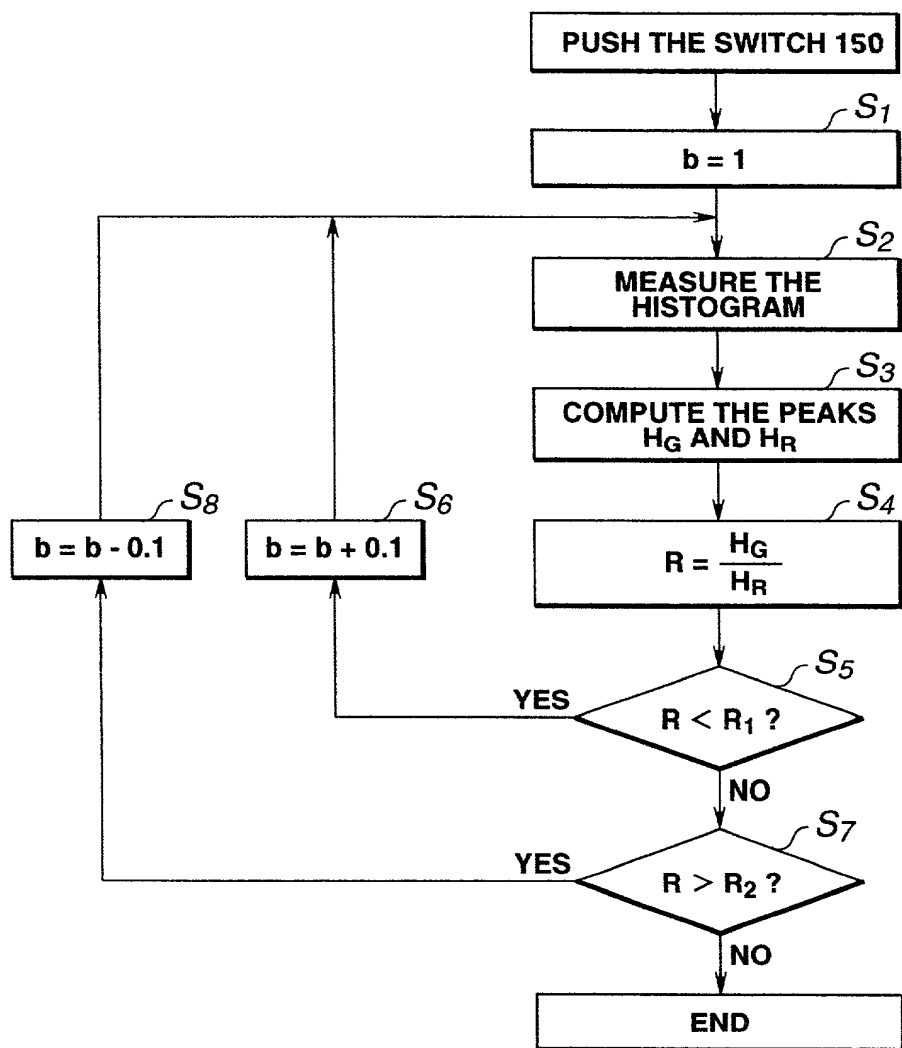 PUSH THE SWITCH 150
S1
b = 1
S2
MEASURE THE
HISTOGRAM
S3
COMPUTE THE PEAKS
HG AND HR
S8
b = b - 0.1
S6
b = b + 0.1
S4
R = HG
HR
S5
YES
R < R1 ?
NO
S7
YES
R > R2 ?
NO
END